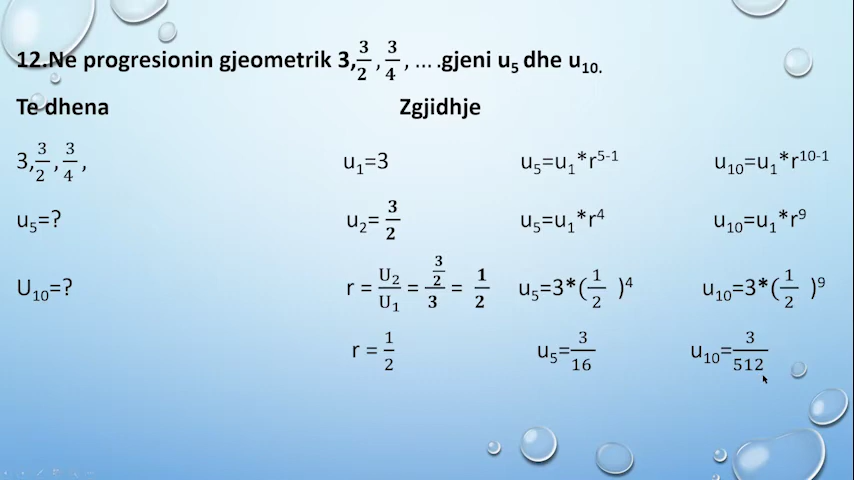 12.Ne progresionin gjeometrik 3,3/2 ,3/4 , ... .gjeni u₅ dhe u₁₀.
Te dhena Zgjidhje
3,3/2 ,3/4 , u₁=3 u₅=u₁*r⁵⁻¹ u₁₀=u₁*r¹⁰⁻¹
u₅=? u₂= 3/2 u₅=u₁*r⁴ u₁₀=u₁*r⁹
U₁₀=? r = U₂/U₁ = (3/2)/3 = 1/2 u₅=3*(1/2 )⁴ u₁₀=3*(1/2 )⁹
r = 1/2 u₅=3/16 u₁₀=3/512